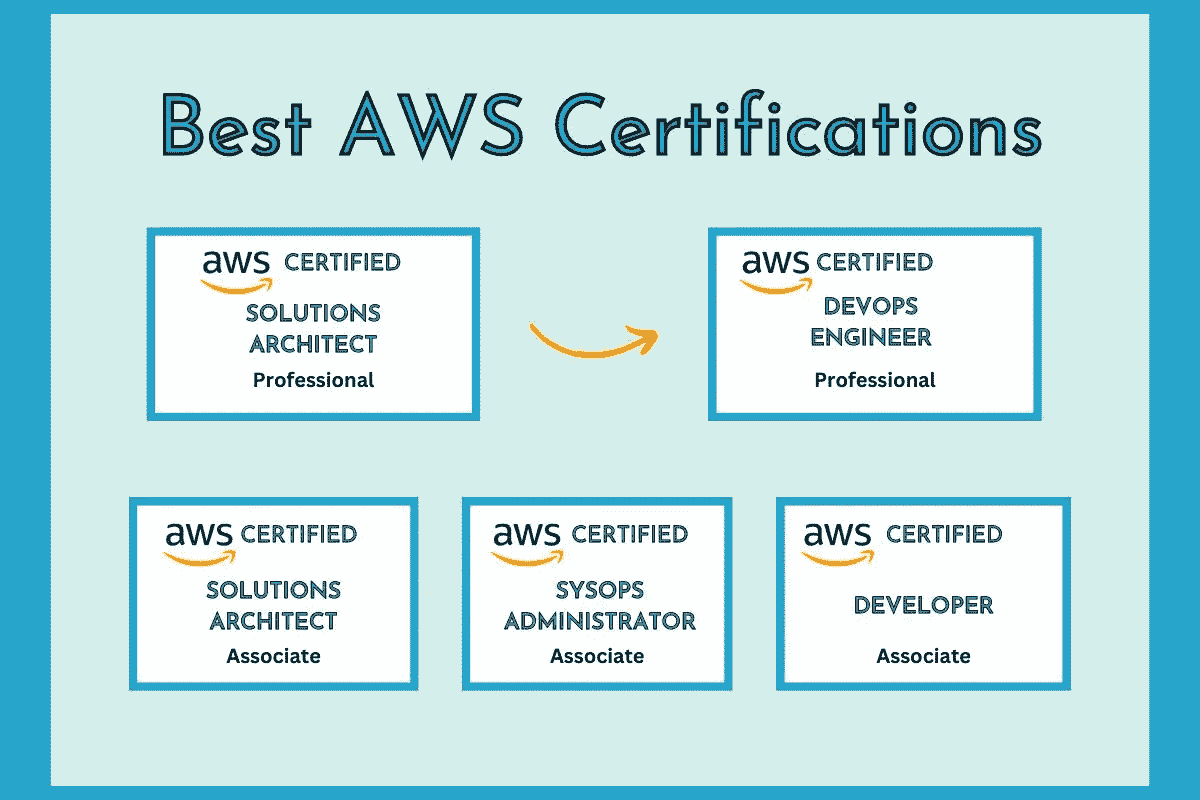 Best AWS Certifications
aws CERTIFIED
SOLUTIONS
ARCHITECT
Professional
aws CERTIFIED
DEVOPS
ENGINEER
Professional
aws CERTIFIED
SOLUTIONS
ARCHITECT
Associate
aws CERTIFIED
SYSOPS
ADMINISTRATOR
Associate
aws CERTIFIED
DEVELOPER
Associate